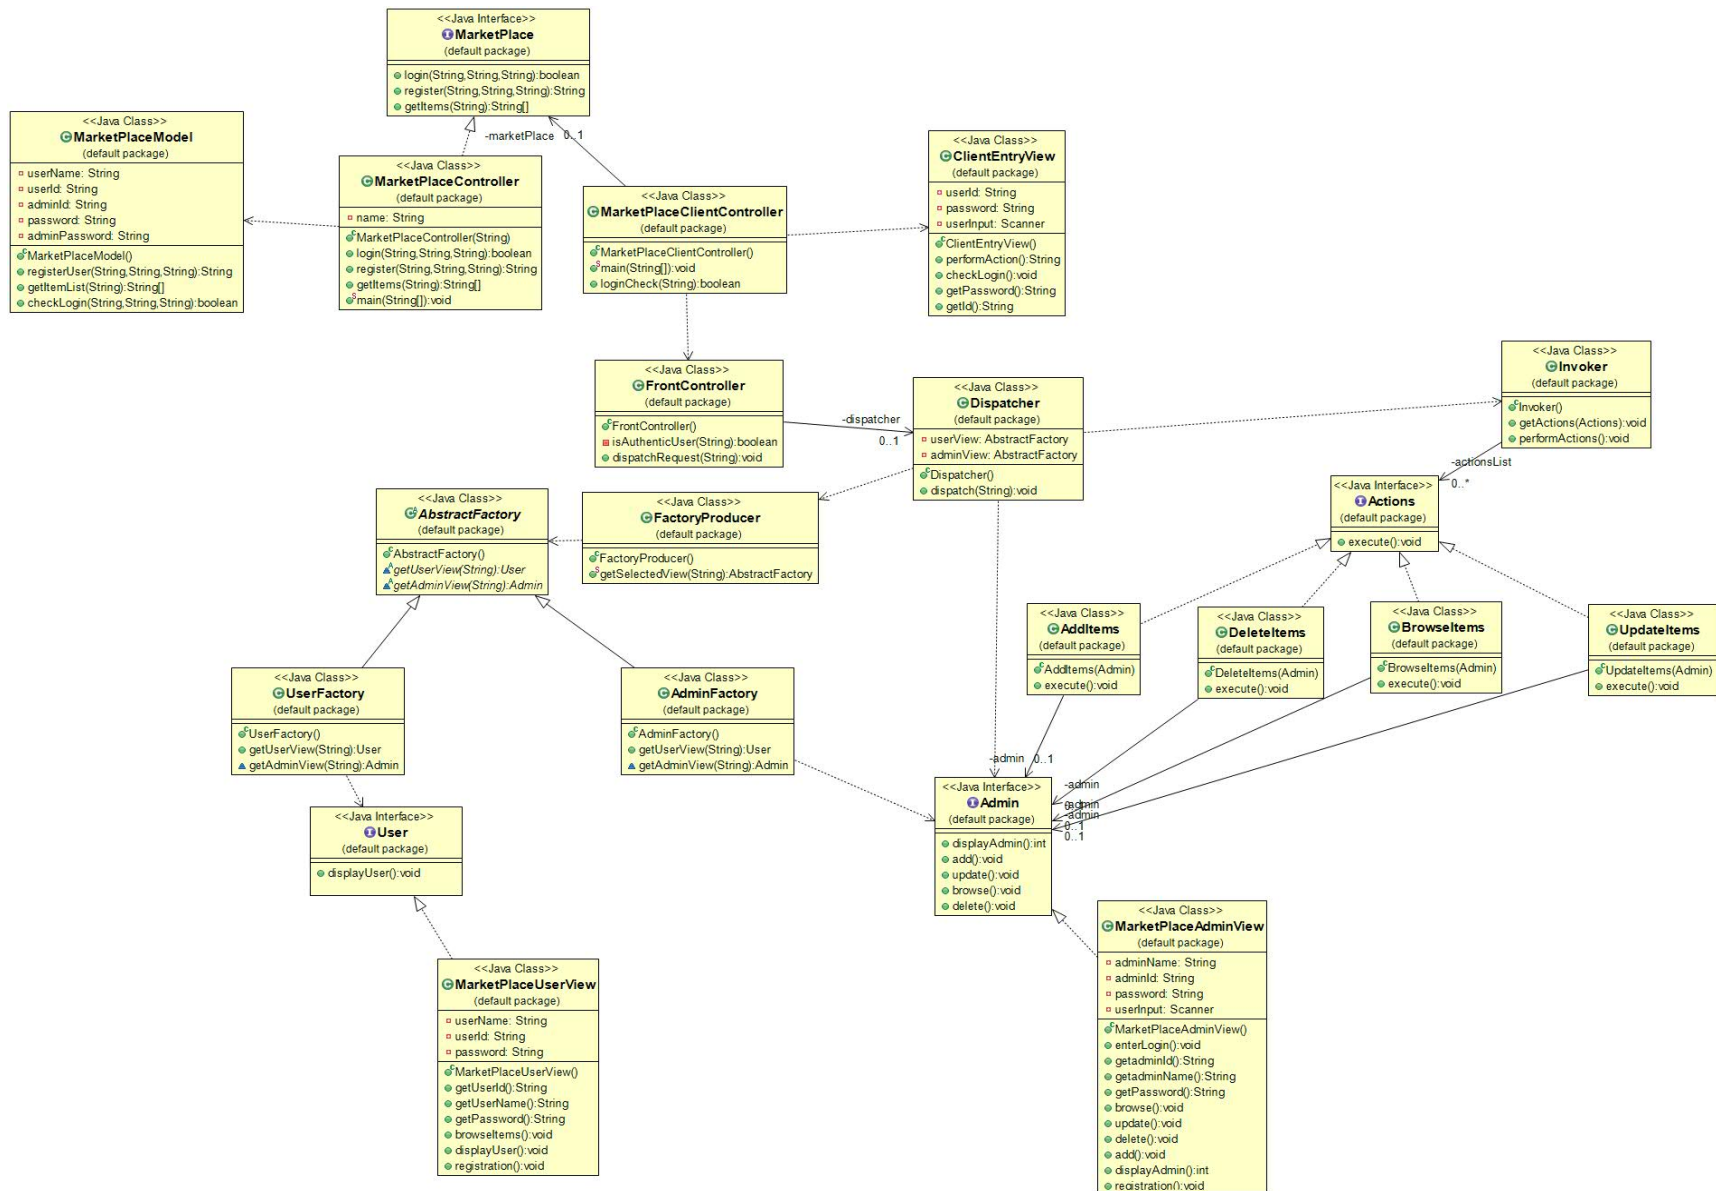 <<Java Interface>>
MarketPlace
(default package)
login(String,String,String):boolean
register(String,String,String):String
getItems(String):String[]
<<Java Class>>
MarketPlaceModel
(default package)
userName: String
userId: String
adminId: String
password: String
adminPassword: String
MarketPlaceModel()
registerUser(String,String,String):String
getItemList(String):String[]
checkLogin(String,String,String):boolean
-marketPlace
0..1
<<Java Class>>
MarketPlaceController
(default package)
name: String
MarketPlaceController(String)
login(String,String,String):boolean
register(String,String,String):String
getItems(String):String[]
main(String[]):void
<<Java Class>>
MarketPlaceClientController
(default package)
MarketPlaceClientController()
main(String[]):void
loginCheck(String):boolean
<<Java Class>>
ClientEntryView
(default package)
userId: String
password: String
userInput: Scanner
ClientEntryView()
performAction():String
checkLogin():void
getPassword():String
getId():String
<<Java Class>>
FrontController
(default package)
FrontController()
isAuthenticUser(String):boolean
dispatchRequest(String):void
-dispatcher
0..1
<<Java Class>>
Dispatcher
(default package)
userView: AbstractFactory
adminView: AbstractFactory
Dispatcher()
dispatch(String):void
<<Java Class>>
Invoker
(default package)
Invoker()
getActions(Actions):void
performActions():void
-actionsList
0..*
<<Java Interface>>
Actions
(default package)
execute():void
<<Java Class>>
AbstractFactory
(default package)
AbstractFactory()
getUserView(String):User
getAdminView(String):Admin
<<Java Class>>
FactoryProducer
(default package)
FactoryProducer()
getSelectedView(String):AbstractFactory
<<Java Class>>
AddItems
(default package)
AddItems(Admin)
execute():void
<<Java Class>>
DeleteItems
(default package)
DeleteItems(Admin)
execute():void
<<Java Class>>
BrowseItems
(default package)
BrowseItems(Admin)
execute():void
<<Java Class>>
UpdateItems
(default package)
UpdateItems(Admin)
execute():void
<<Java Class>>
UserFactory
(default package)
UserFactory()
getUserView(String):User
getAdminView(String):Admin
<<Java Class>>
AdminFactory
(default package)
AdminFactory()
getUserView(String):User
getAdminView(String):Admin
-admin
0..1
-admin
-admin
-admin
0..1
0..1
<<Java Interface>>
Admin
(default package)
displayAdmin():int
add():void
update():void
browse():void
delete():void
<<Java Interface>>
User
(default package)
displayUser():void
<<Java Class>>
MarketPlaceUserView
(default package)
userName: String
userId: String
password: String
MarketPlaceUserView()
getUserId():String
getUserName():String
getPassword():String
browseItems():void
displayUser():void
registration():void
<<Java Class>>
MarketPlaceAdminView
(default package)
adminName: String
adminId: String
password: String
userInput: Scanner
MarketPlaceAdminView()
enterLogin():void
getadminId():String
getadminName():String
getPassword():String
browse():void
update():void
delete():void
add():void
displayAdmin():int
registration():void